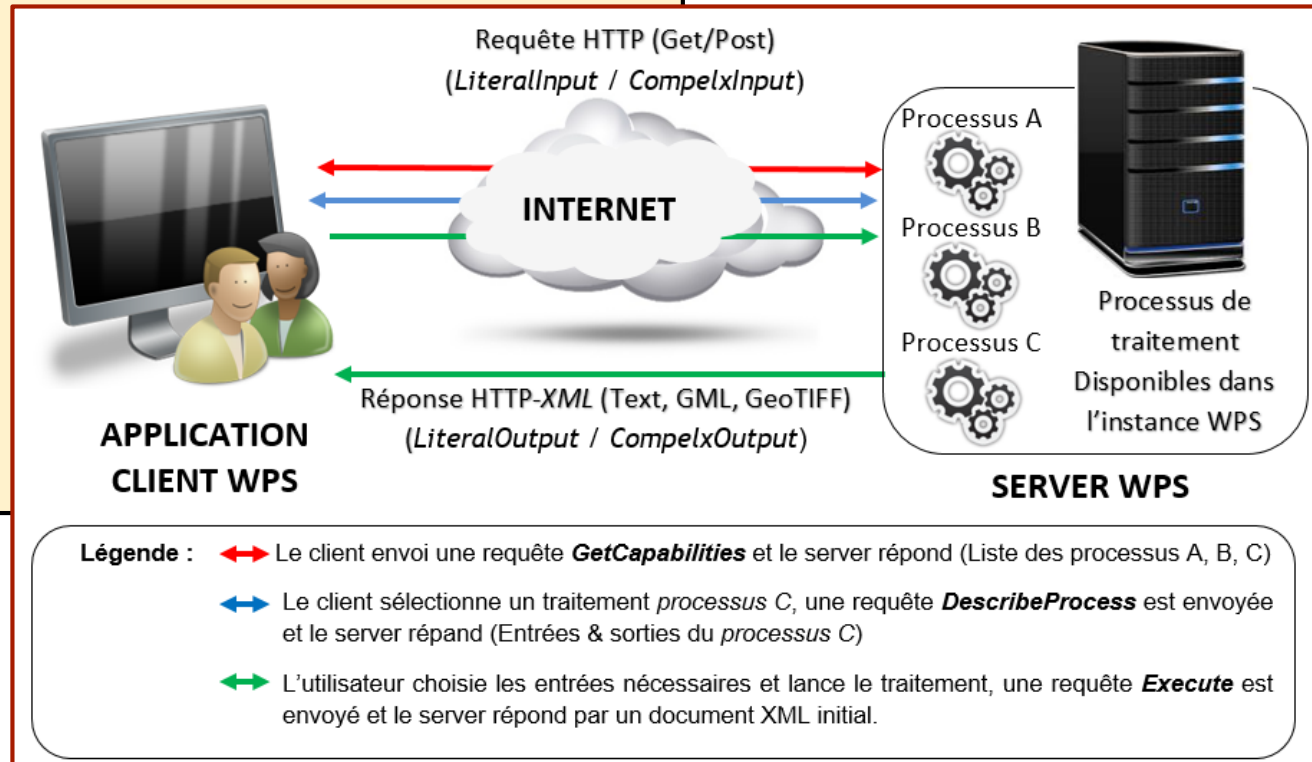 Requête HTTP (Get/Post)
(LiteralInput / CompelxInput)
INTERNET
Processus A
Processus B
Processus C
Processus de
traitement
Disponibles dans
l'instance WPS
Réponse HTTP-XML (Text, GML, GeoTIFF)
(LiteralOutput / CompelxOutput)
APPLICATION
CLIENT WPS
SERVER WPS
Légende : Le client envoi une requête GetCapabilities et le server répond (Liste des processus A, B, C)
Le client sélectionne un traitement processus C, une requête DescribeProcess est envoyée
et le server répand (Entrées & sorties du processus C)
L'utilisateur choisie les entrées nécessaires et lance le traitement, une requête Execute est
envoyé et le server répond par un document XML initial.